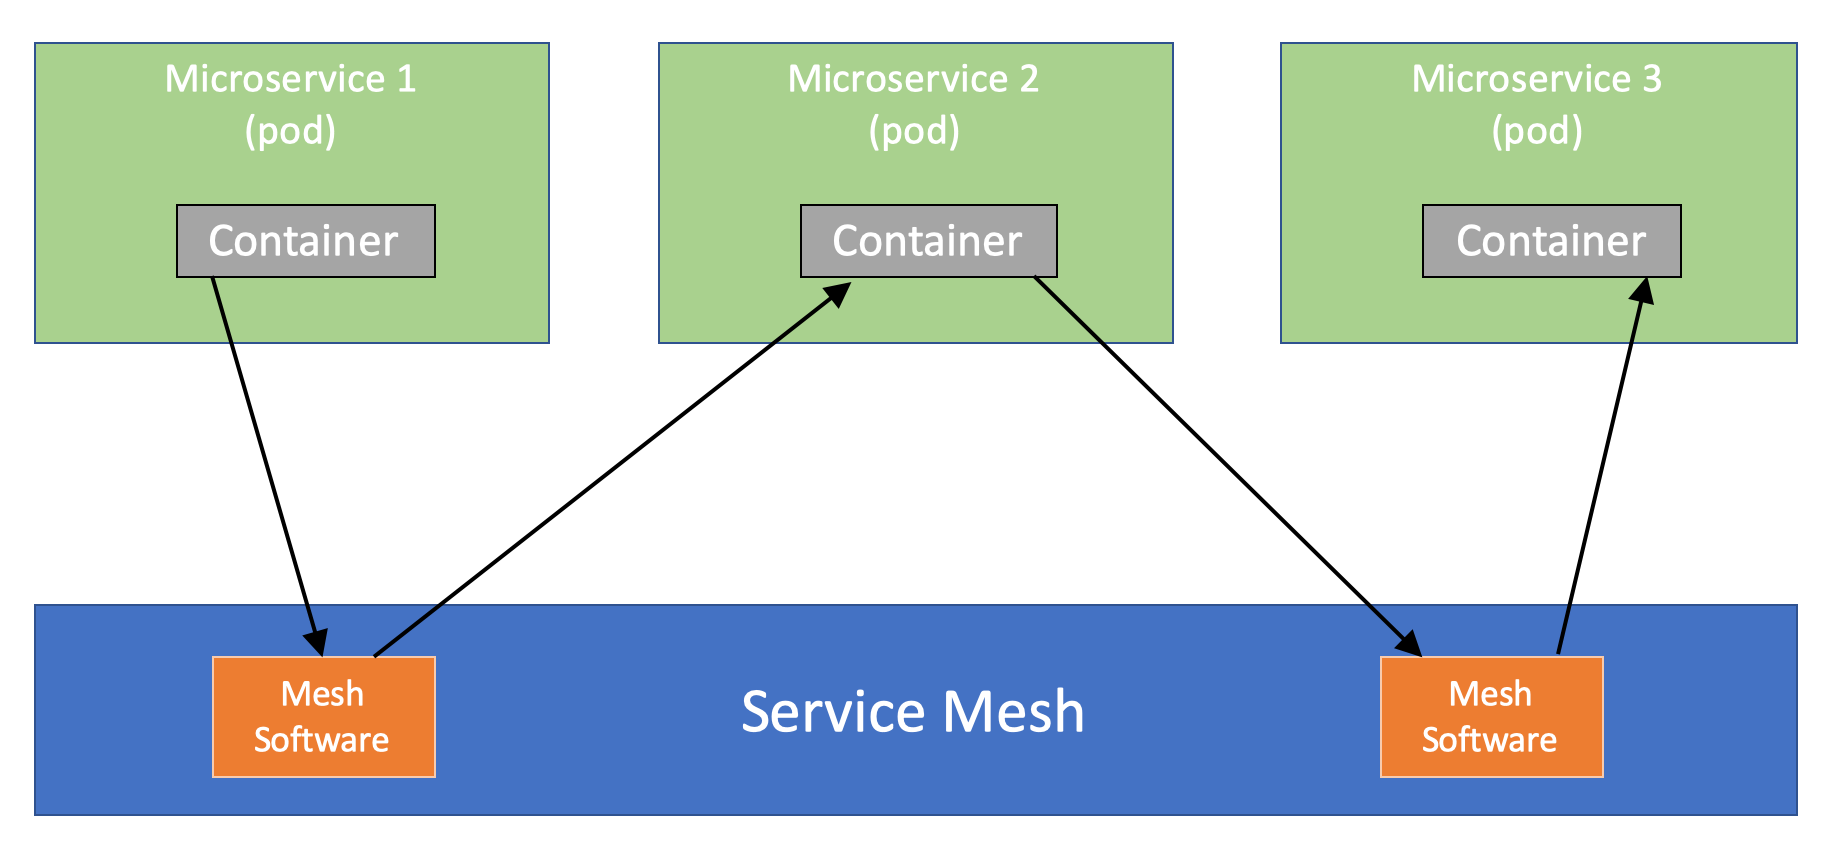 Microservice 1
(pod)
Container
Microservice 2
(pod)
Container
Microservice 3
(pod)
Container
Mesh
Software
Service Mesh
Mesh
Software